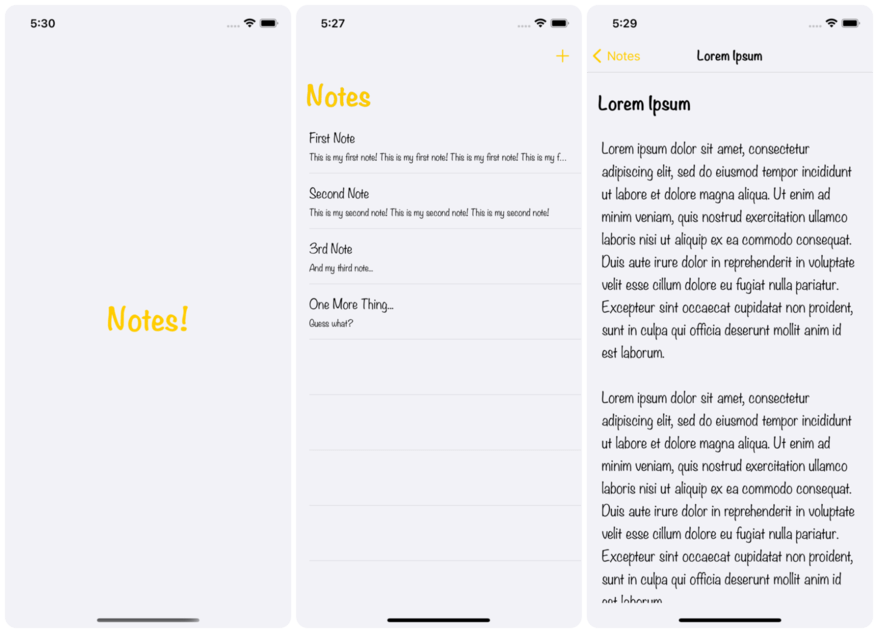 5:30
Notes!
5:27
+
Notes
First Note
This is my first note! This is my first note! This is my first note! This is my f...
Second Note
This is my second note! This is my second note! This is my second note!
3rd Note
And my third note...
One More Thing...
Guess what?
5:29
Notes
Lorem Ipsum
Lorem Ipsum
Lorem ipsum dolor sit amet, consectetur
adipiscing elit, sed do eiusmod tempor incididunt
ut labore et dolore magna aliqua. Ut enim ad
minim veniam, quis nostrud exercitation ullamco
laboris nisi ut aliquip ex ea commodo consequat.
Duis aute irure dolor in reprehenderit in voluptate
velit esse cillum dolore eu fugiat nulla pariatur.
Excepteur sint occaecat cupidatat non proident,
sunt in culpa qui officia deserunt mollit anim id
est laborum.
Lorem ipsum dolor sit amet, consectetur
adipiscing elit, sed do eiusmod tempor incididunt
ut labore et dolore magna aliqua. Ut enim ad
minim veniam, quis nostrud exercitation ullamco
laboris nisi ut aliquip ex ea commodo consequat.
Duis aute irure dolor in reprehenderit in voluptate
velit esse cillum dolore eu fugiat nulla pariatur.
Excepteur sint occaecat cupidatat non proident,
sunt in culpa qui officia deserunt mollit anim id
est laborum